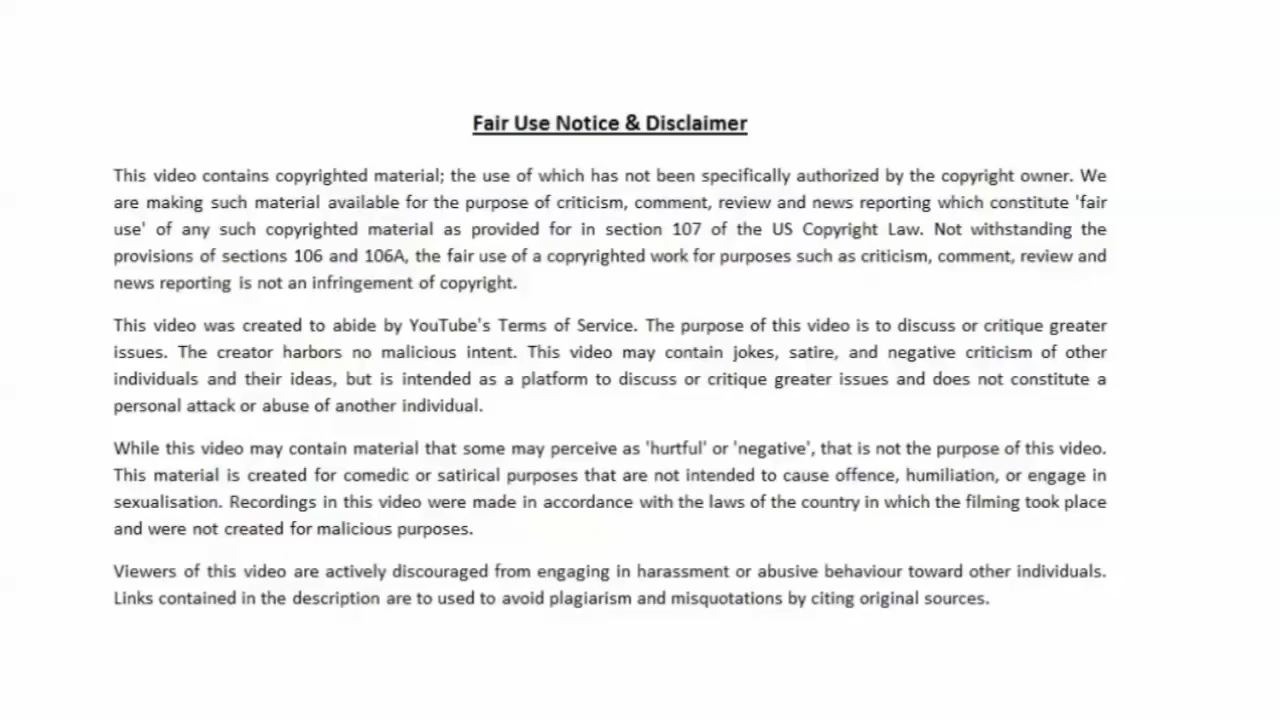 Fair Use Notice & Disclaimer
This video contains copyrighted material; the use of which has not been specifically authorized by the copyright owner. We
are making such material available for the purpose of criticism, comment, review and news reporting which constitute 'fair
use' of any such copyrighted material as provided for in section 107 of the US Copyright Law. Not withstanding the
provisions of sections 106 and 106A, the fair use of a copryrighted work for purposes such as criticism, comment, review and
news reporting is not an infringement of copyright.
This video was created to abide by YouTube's Terms of Service. The purpose of this video is to discuss or critique greater
issues. The creator harbors no malicious intent. This video may contain jokes, satire, and negative criticism of other
individuals and their ideas, but is intended as a platform to discuss or critique greater issues and does not constitute a
personal attack or abuse of another individual.
While this video may contain material that some may perceive as 'hurtful' or 'negative', that is not the purpose of this video.
This material is created for comedic or satirical purposes that are not intended to cause offence, humiliation, or engage in
sexualisation. Recordings in this video were made in accordance with the laws of the country in which the filming took place
and were not created for malicious purposes.
Viewers of this video are actively discouraged from engaging in harassment or abusive behaviour toward other individuals.
Links contained in the description are to used to avoid plagiarism and misquotations by citing original sources.